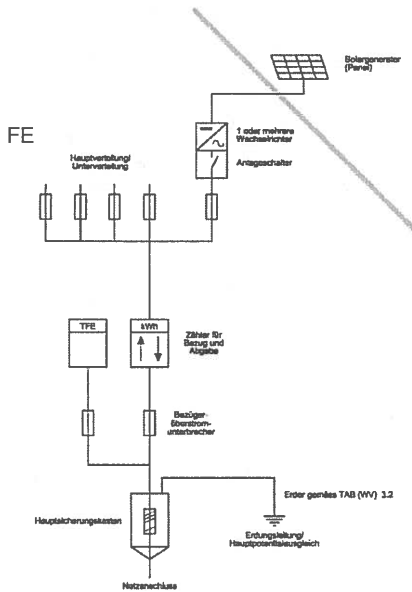 Solargenerator
(Panel)
FE
1 oder mehrere
Wechselrichter
Anlageschalter
Hauptverteilung/
Unterverteilung
TFE
kWh
Zähler für
Bezug und
Abgabe
Bezüger-
überstrom-
unterbrecher
Hauptsicherungskasten
Erder gemäss TAB (WV) 3.2
Erdungsleitung/
Hauptpotentialausgleich
Netzanschluss